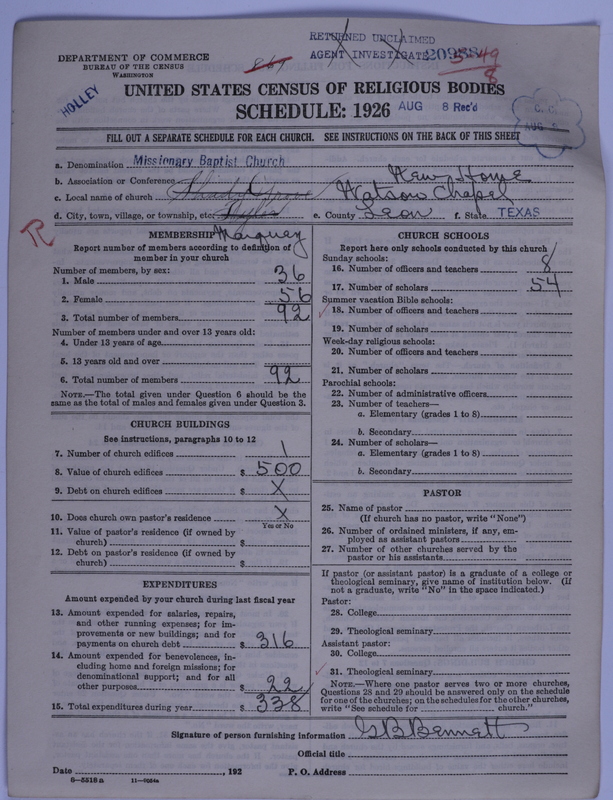 RETURNED UNCLAIMED
AGENT INVESTIGATE
20988
5-49
8
867
DEPARTMENT OF COMMERCE
BUREAU OF THE CENSUS
WASHINGTON
HOLLEY
UNITED STATES CENSUS OF RELIGIOUS BODIES
SCHEDULE: 1926
AUG 8 Rec'd
C. C.
AUG 8
FILL OUT A SEPARATE SCHEDULE FOR EACH CHURCH. SEE INSTRUCTIONS ON THE BACK OF THIS SHEET
a. Denomination Missionary Baptist Church
b. Association or Conference New Home
c. Local name of church Watson Chapel
d. City, town, village, or township, etc. e. County Leon f. State TEXAS
R
Marquez
MEMBERSHIP
Report number of members according to definition of member in your church
Number of members, by sex:
1. Male 36
2. Female 56
3. Total number of members 92
Number of members under and over 13 years old:
4. Under 13 years of age
5. 13 years old and over
6. Total number of members 92
NOTE.—The total given under Question 6 should be the same as the total of males and females given under Question 3.
CHURCH BUILDINGS
See instructions, paragraphs 10 to 12
7. Number of church edifices 1
8. Value of church edifices $ 500
9. Debt on church edifices $ X
10. Does church own pastor's residence X
Yes or No
11. Value of pastor's residence (if owned by church) $
12. Debt on pastor's residence (if owned by church) $
EXPENDITURES
Amount expended by your church during last fiscal year
13. Amount expended for salaries, repairs, and other running expenses; for improvements or new buildings; and for payments on church debt $ 316
14. Amount expended for benevolences, including home and foreign missions; for denominational support; and for all other purposes $ 22
15. Total expenditures during year $ 338
CHURCH SCHOOLS
Report here only schools conducted by this church
Sunday schools:
16. Number of officers and teachers 8
17. Number of scholars 54
Summer vacation Bible schools:
18. Number of officers and teachers
19. Number of scholars
Week-day religious schools:
20. Number of officers and teachers
21. Number of scholars
Parochial schools:
22. Number of administrative officers
23. Number of teachers—
a. Elementary (grades 1 to 8)
b. Secondary
24. Number of scholars—
a. Elementary (grades 1 to 8)
b. Secondary
PASTOR
25. Name of pastor
(If church has no pastor, write "None")
26. Number of ordained ministers, if any, employed as assistant pastors
27. Number of other churches served by the pastor or his assistants
If pastor (or assistant pastor) is a graduate of a college or theological seminary, give name of institution below. (If not a graduate, write "No" in the space indicated.)
Pastor:
28. College
29. Theological seminary
Assistant pastor:
30. College
31. Theological seminary
NOTE.—Where one pastor serves two or more churches, Questions 28 and 29 should be answered only on the schedule for one of the churches; on the schedules for the other churches, write "See schedule for church."
Signature of person furnishing information G B Bennett
Official title
Date , 192 P. O. Address
8-5518 a 11-9034a